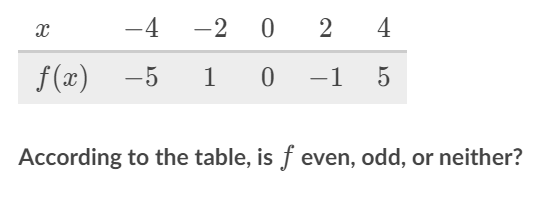 x −4 −2 0 2 4
f(x) −5 1 0 −1 5
According to the table, is f even, odd, or neither?